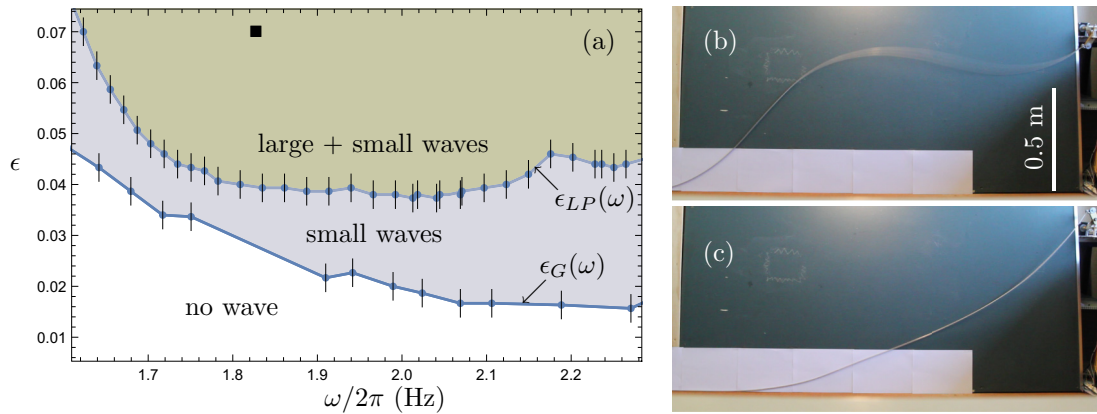 0.07
0.06
0.05
0.04
0.03
0.02
0.01
ϵ
(a)
large + small waves
ϵ_LP(ω)
small waves
ϵ_G(ω)
no wave
1.7 1.8 1.9 2.0 2.1 2.2
ω/2π (Hz)
(b)
0.5 m
(c)